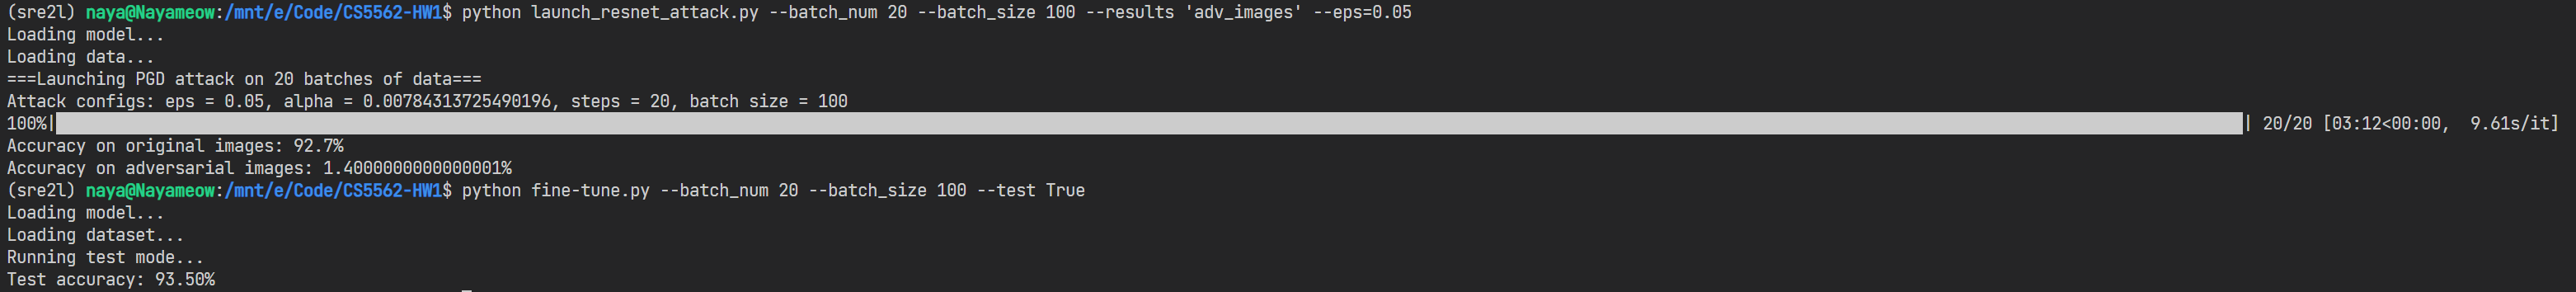 (sre2l) naya@Nayameow:/mnt/e/Code/CS5562-HW1$ python launch_resnet_attack.py --batch_num 20 --batch_size 100 --results 'adv_images' --eps=0.05
Loading model...
Loading data...
===Launching PGD attack on 20 batches of data===
Attack configs: eps = 0.05, alpha = 0.00784313725490196, steps = 20, batch size = 100
100%|| 20/20 [03:12<00:00,  9.61s/it]
Accuracy on original images: 92.7%
Accuracy on adversarial images: 1.4000000000000001%
(sre2l) naya@Nayameow:/mnt/e/Code/CS5562-HW1$ python fine-tune.py --batch_num 20 --batch_size 100 --test True
Loading model...
Loading dataset...
Running test mode...
Test accuracy: 93.50%